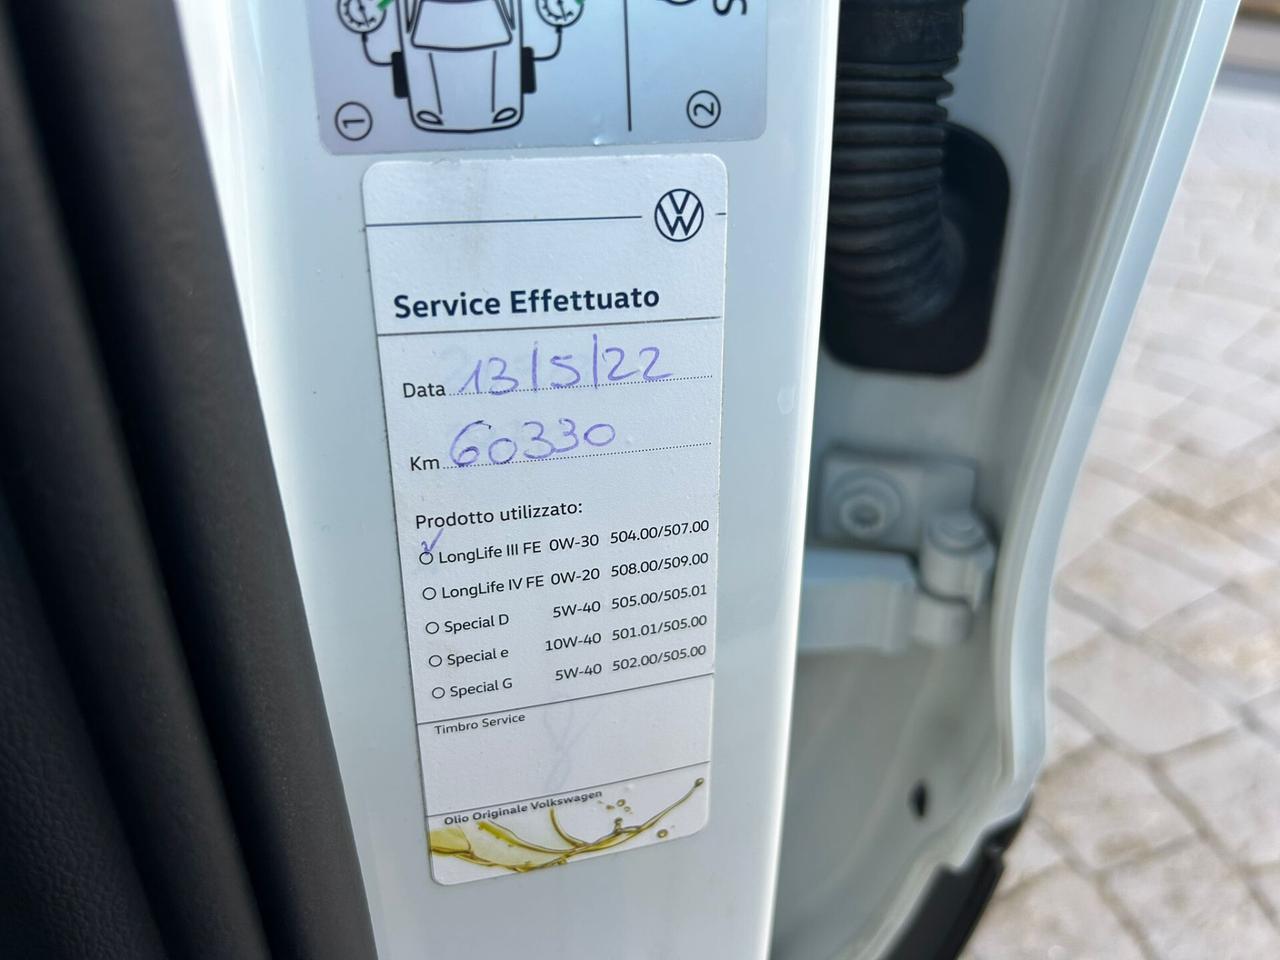 1
2
S
Service Effettuato
Data 13/5/22
Km 60330
Prodotto utilizzato:
LongLife III FE 0W-30 504.00/507.00
LongLife IV FE 0W-20 508.00/509.00
Special D 5W-40 505.00/505.01
Special e 10W-40 501.01/505.00
Special G 5W-40 502.00/505.00
Timbro Service
Olio Originale Volkswagen